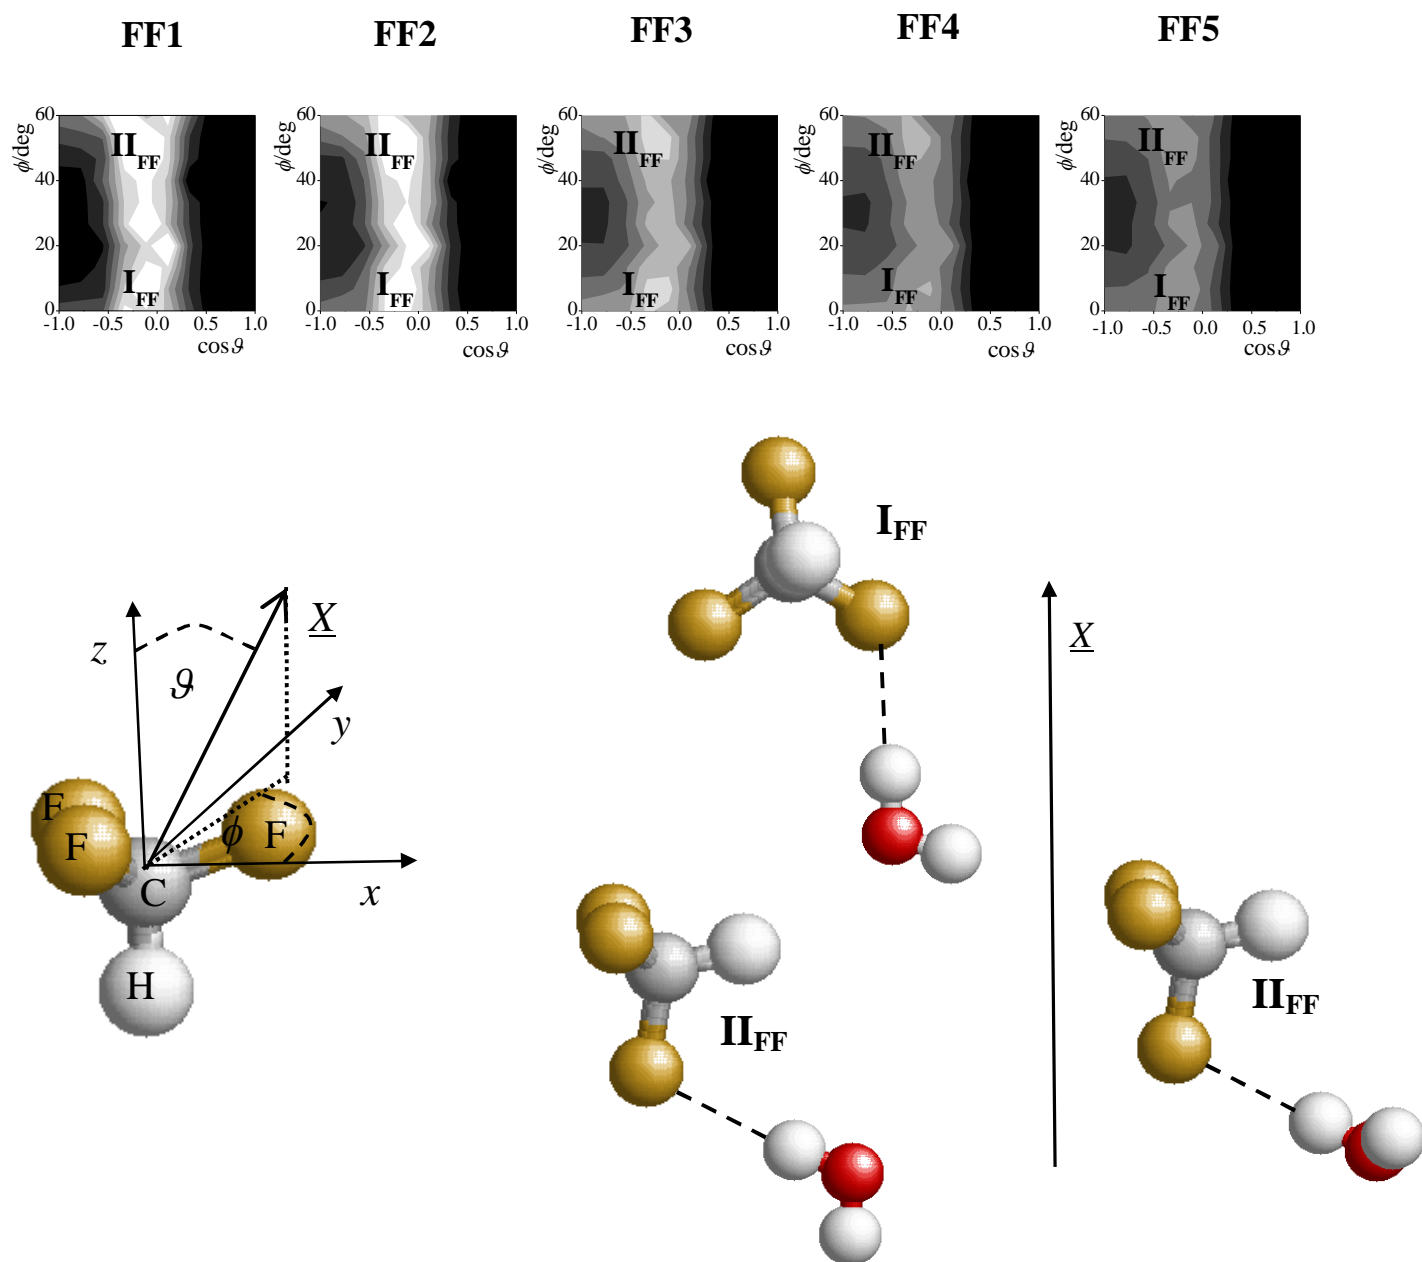 FF1 FF2 FF3 FF4 FF5
60 60 60 60 60
ϕ/deg ϕ/deg ϕ/deg ϕ/deg ϕ/deg
II_FF II_FF II_FF II_FF II_FF
40 40 40 40 40
20 20 20 20 20
I_FF I_FF I_FF I_FF I_FF
0 0 0 0 0
-1.0 -0.5 0.0 0.5 1.0 -1.0 -0.5 0.0 0.5 1.0 -1.0 -0.5 0.0 0.5 1.0 -1.0 -0.5 0.0 0.5 1.0 -1.0 -0.5 0.0 0.5 1.0
cosϑ cosϑ cosϑ cosϑ cosϑ
I_FF
X
z
ϑ
y
X
F
F
ϕ
F
C
x
H
II_FF
II_FF